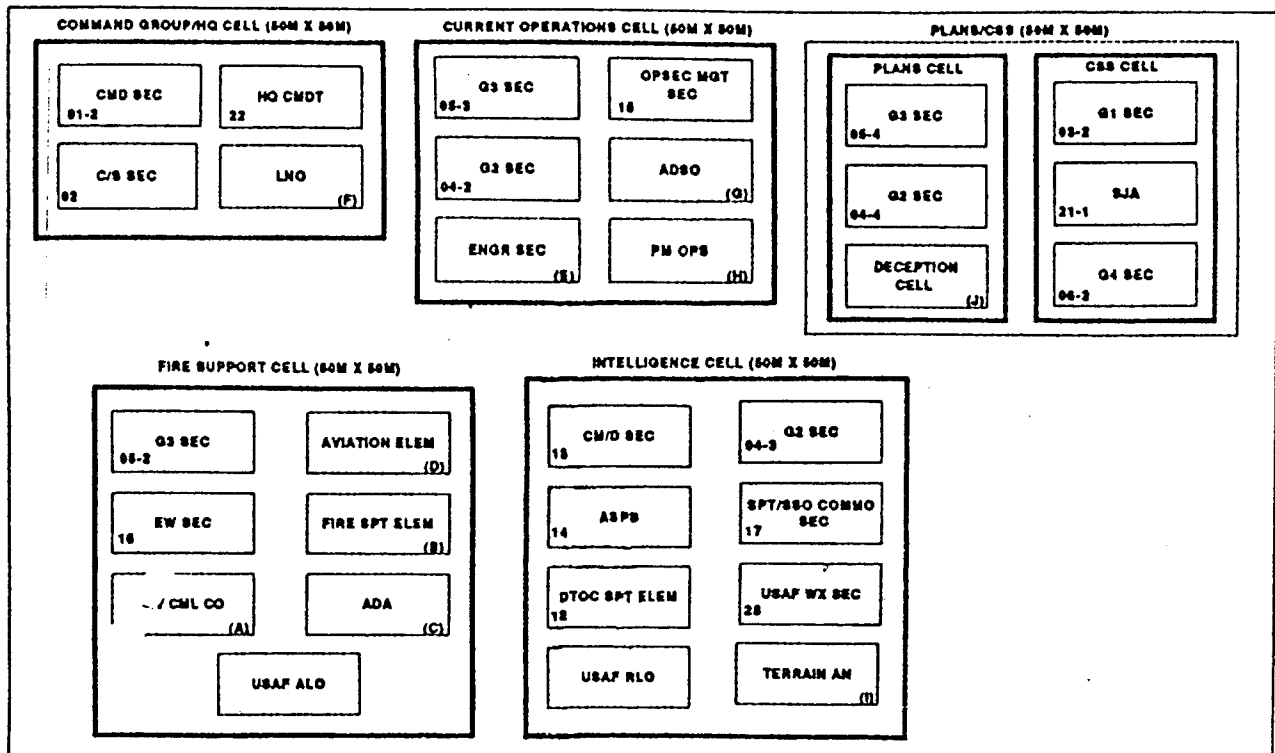 COMMAND GROUP/HQ CELL (50M X 50M)
CMD SEC
01-2
HQ CMDT
22
C/S SEC
02
LNO
(F)
CURRENT OPERATIONS CELL (50M X 50M)
G3 SEC
05-3
OPSEC MGT
SEC
16
G2 SEC
04-2
ADSO
(G)
ENGR SEC
(E)
PM OPS
(H)
PLANS/CSS (50M X 50M)
PLANS CELL
G3 SEC
05-4
G2 SEC
04-4
DECEPTION
CELL
(J)
CSS CELL
G1 SEC
03-2
SJA
21-1
G4 SEC
06-2
FIRE SUPPORT CELL (50M X 50M)
G3 SEC
05-2
AVIATION ELEM
(D)
EW SEC
15
FIRE SPT ELEM
(B)
CML CO
(A)
ADA
(C)
USAF ALO
INTELLIGENCE CELL (50M X 50M)
CM/D SEC
13
G2 SEC
04-3
ASPS
14
SPT/SSO COMMO
SEC
17
DTOC SPT ELEM
12
USAF WX SEC
USAF RLO
TERRAIN AN
(I)